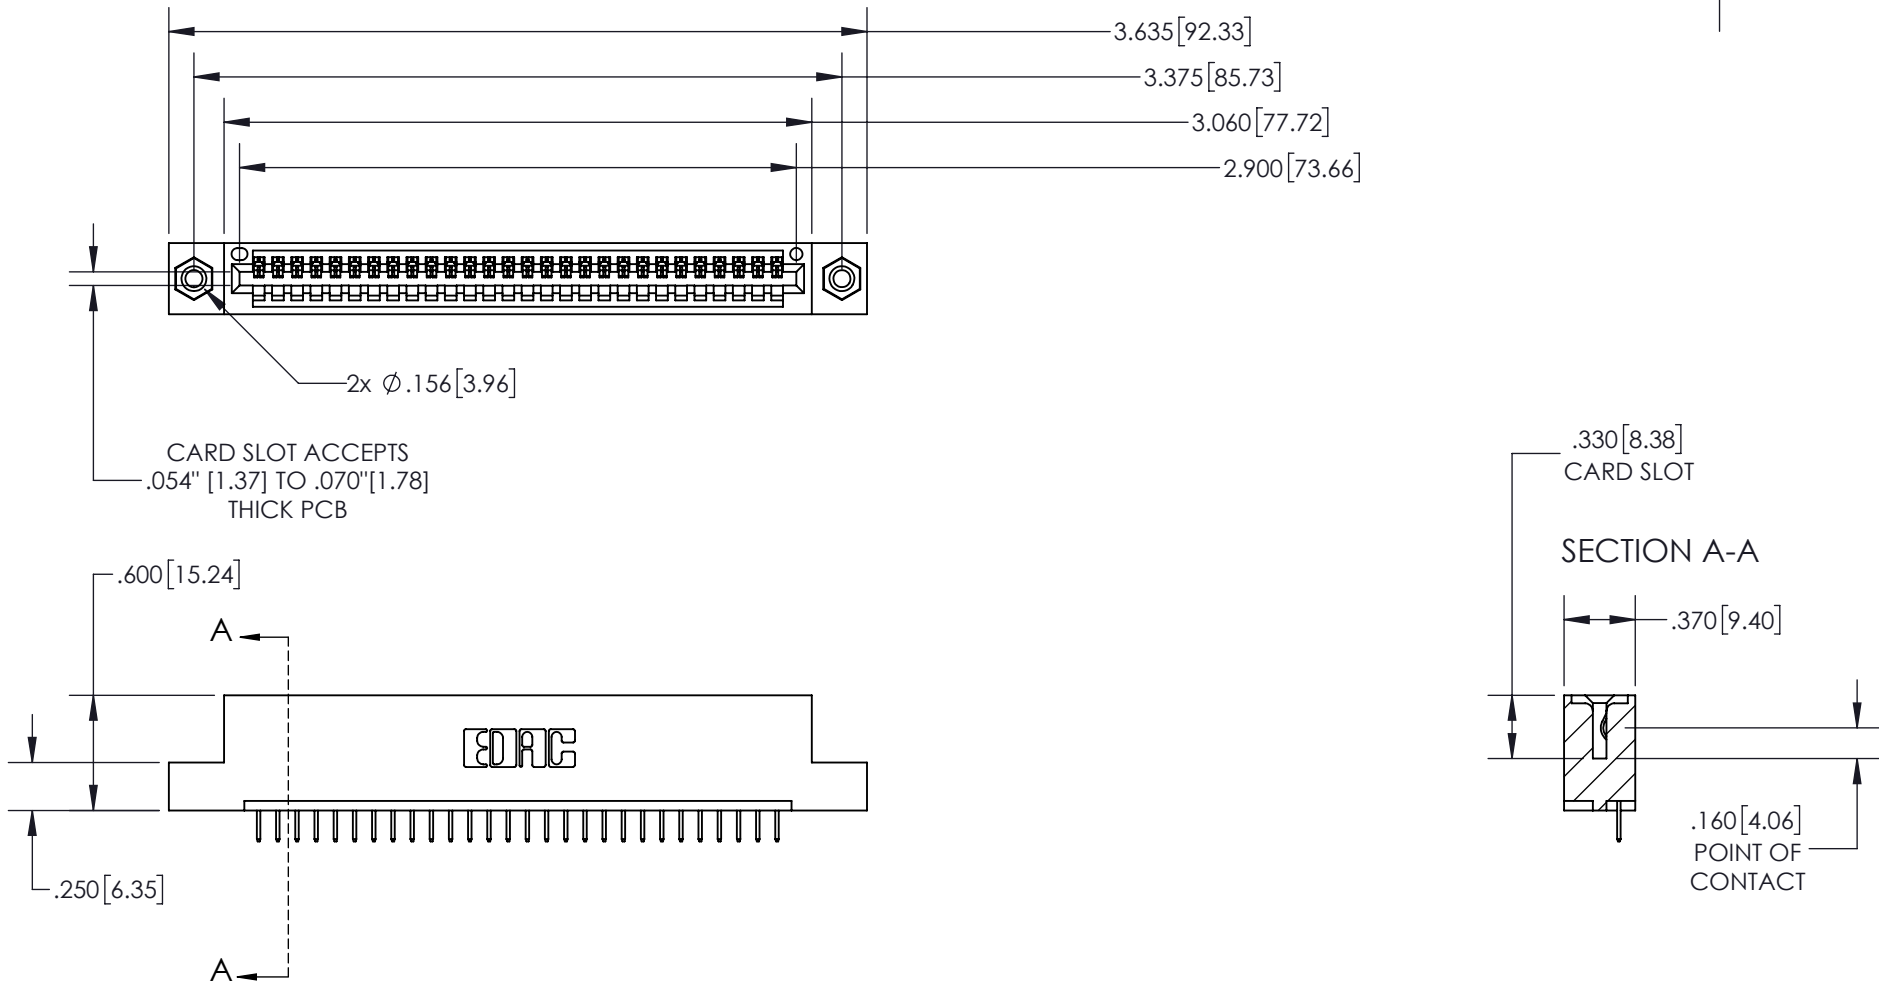 3.635[92.33]
3.375[85.73]
3.060[77.72]
2.900[73.66]
2x ∅.156[3.96]
CARD SLOT ACCEPTS
.054" [1.37] TO .070"[1.78]
THICK PCB
.330[8.38]
CARD SLOT
SECTION A-A
.600[15.24]
.370[9.40]
A
EDAC
.160[4.06]
POINT OF
CONTACT
.250[6.35]
A